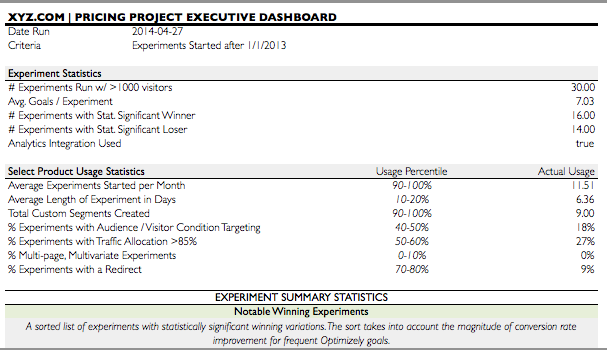 XYZ.COM | PRICING PROJECT EXECUTIVE DASHBOARD
Date Run 2014-04-27
Criteria Experiments Started after 1/1/2013
Experiment Statistics
# Experiments Run w/ >1000 visitors 30.00
Avg. Goals / Experiment 7.03
# Experiments with Stat. Significant Winner 16.00
# Experiments with Stat. Significant Loser 14.00
Analytics Integration Used true
Select Product Usage Statistics Usage Percentile Actual Usage
Average Experiments Started per Month 90-100% 11.51
Average Length of Experiment in Days 10-20% 6.36
Total Custom Segments Created 90-100% 9.00
% Experiments with Audience / Visitor Condition Targeting 40-50% 18%
% Experiments with Traffic Allocation >85% 50-60% 27%
% Multi-page, Multivariate Experiments 0-10% 0%
% Experiments with a Redirect 70-80% 9%
EXPERIMENT SUMMARY STATISTICS
Notable Winning Experiments
A sorted list of experiments with statistically significant winning variations. The sort takes into account the magnitude of conversion rate
improvement for frequent Optimizely goals.